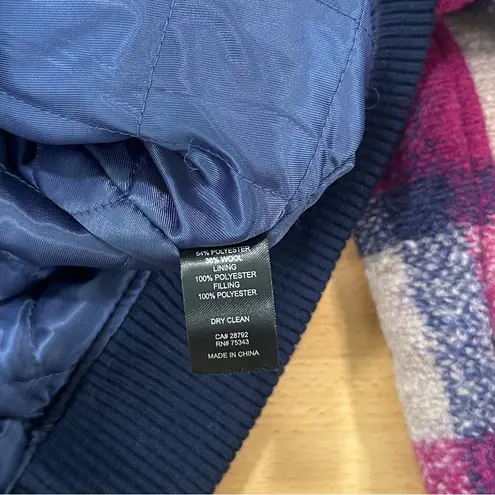 64% POLYESTER
36% WOOL
LINING
100% POLYESTER
FILLING
100% POLYESTER
DRY CLEAN
CA# 28792
RN# 75343
MADE IN CHINA